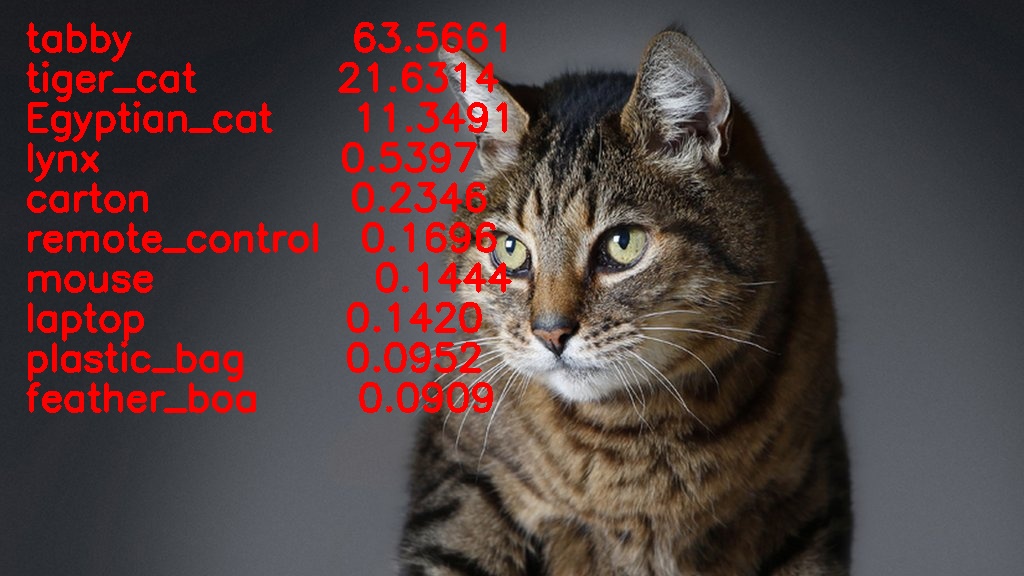 tabby 63.5661
tiger_cat 21.6314
Egyptian_cat 11.3491
lynx 0.5397
carton 0.2346
remote_control 0.1696
mouse 0.1444
laptop 0.1420
plastic_bag 0.0952
feather_boa 0.0909